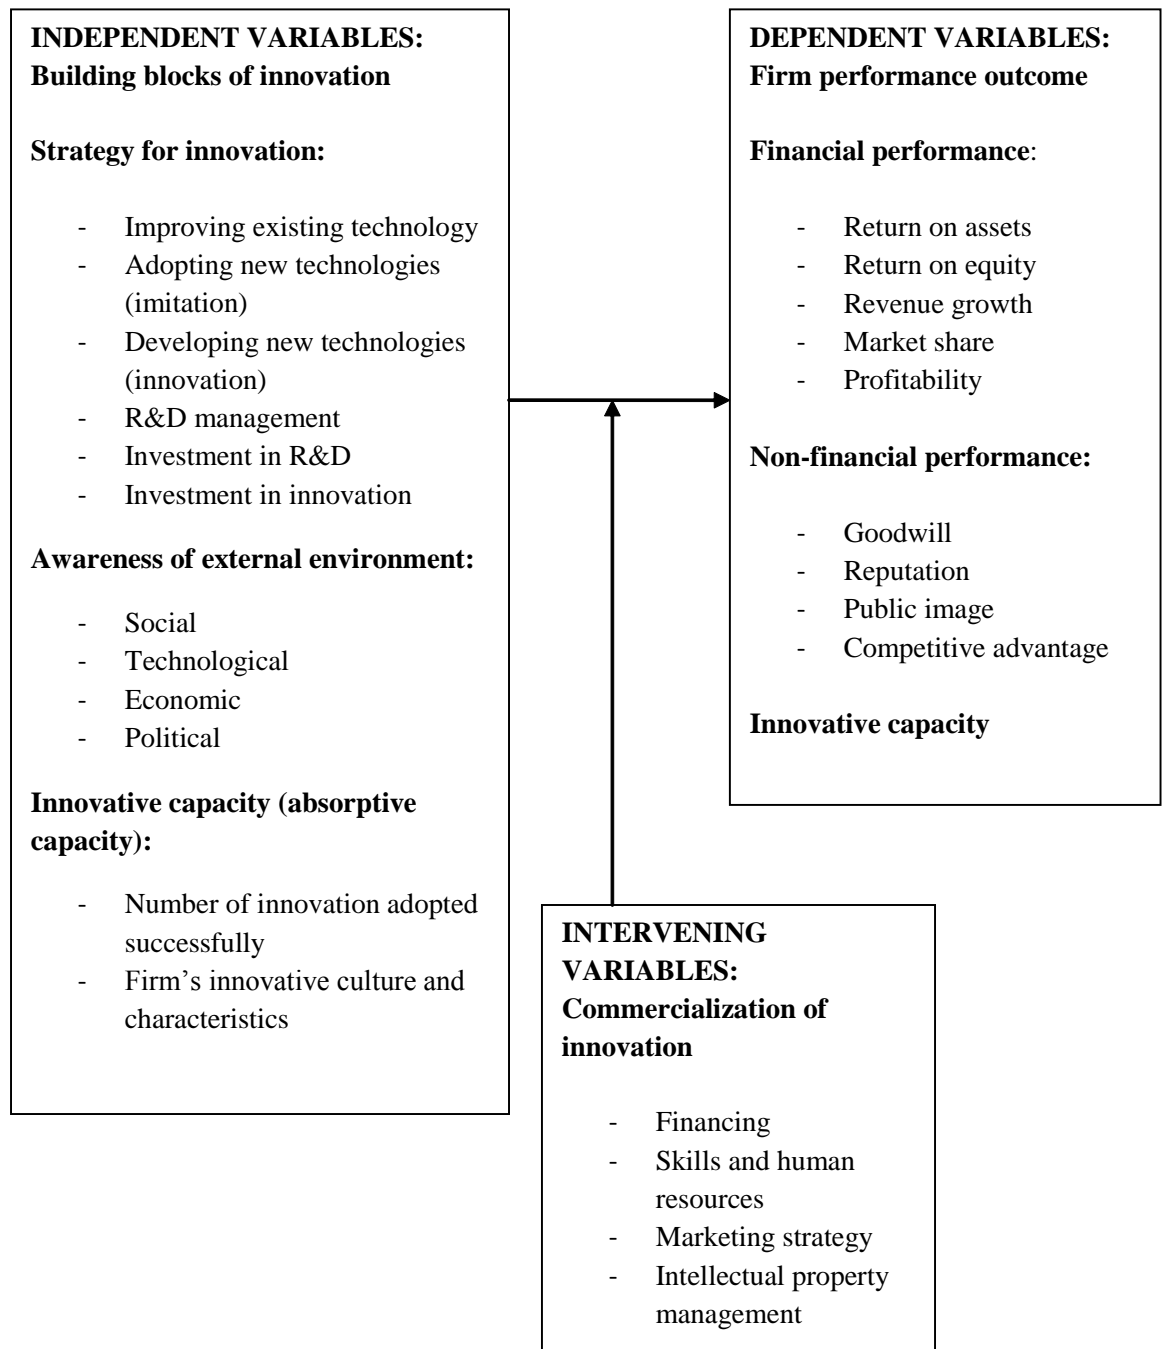 INDEPENDENT VARIABLES:
Building blocks of innovation
Strategy for innovation:
- Improving existing technology
- Adopting new technologies
(imitation)
- Developing new technologies
(innovation)
- R&D management
- Investment in R&D
- Investment in innovation
Awareness of external environment:
- Social
- Technological
- Economic
- Political
Innovative capacity (absorptive
capacity):
- Number of innovation adopted
successfully
- Firm’s innovative culture and
characteristics
DEPENDENT VARIABLES:
Firm performance outcome
Financial performance:
- Return on assets
- Return on equity
- Revenue growth
- Market share
- Profitability
Non-financial performance:
- Goodwill
- Reputation
- Public image
- Competitive advantage
Innovative capacity
INTERVENING
VARIABLES:
Commercialization of
innovation
- Financing
- Skills and human
resources
- Marketing strategy
- Intellectual property
management